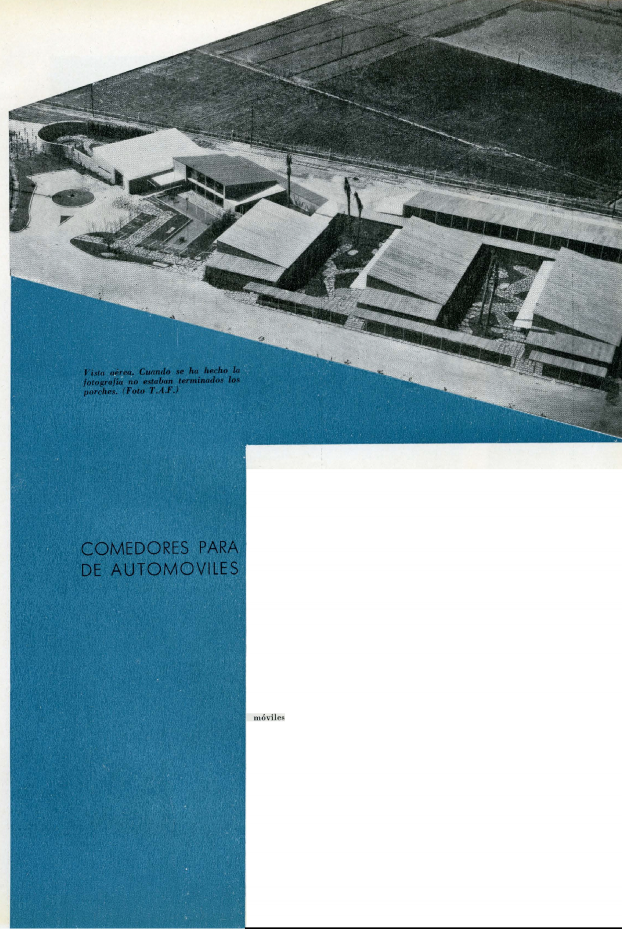 Vista aérea. Cuando se ha hecho la
fotografía no estaban terminados los
porches. (Foto T.A.F.)
COMEDORES PARA
DE AUTOMOVILES
móviles